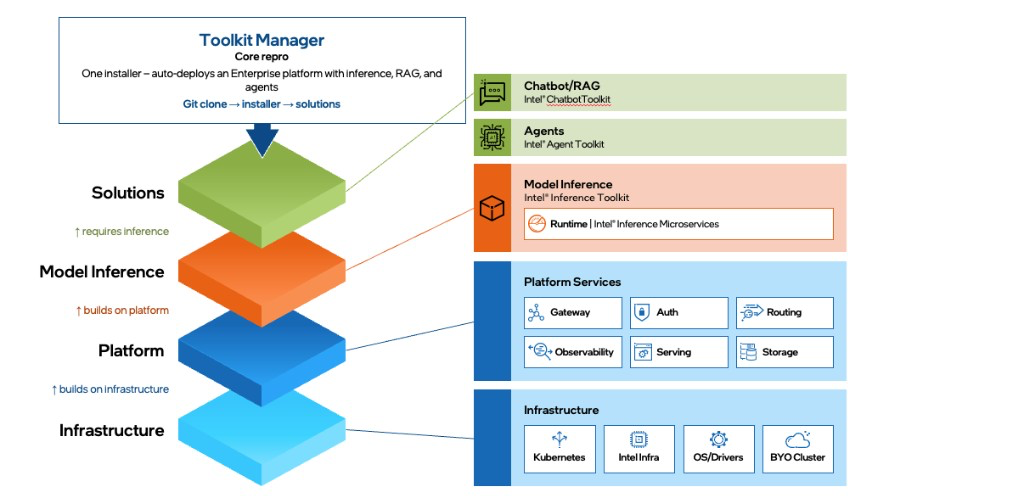 Toolkit Manager
Core repro
One installer – auto-deploys an Enterprise platform with inference, RAG, and
agents
Git clone → installer → solutions
Solutions
↑ requires inference
Model Inference
↑ builds on platform
Platform
↑ builds on infrastructure
Infrastructure
Chatbot/RAG
Intel® ChatbotToolkit
Agents
Intel® Agent Toolkit
Model Inference
Intel® Inference Toolkit
Runtime | Intel® Inference Microservices
Platform Services
Gateway
Auth
Routing
Observability
Serving
Storage
Infrastructure
Kubernetes
Intel Infra
OS/Drivers
BYO Cluster